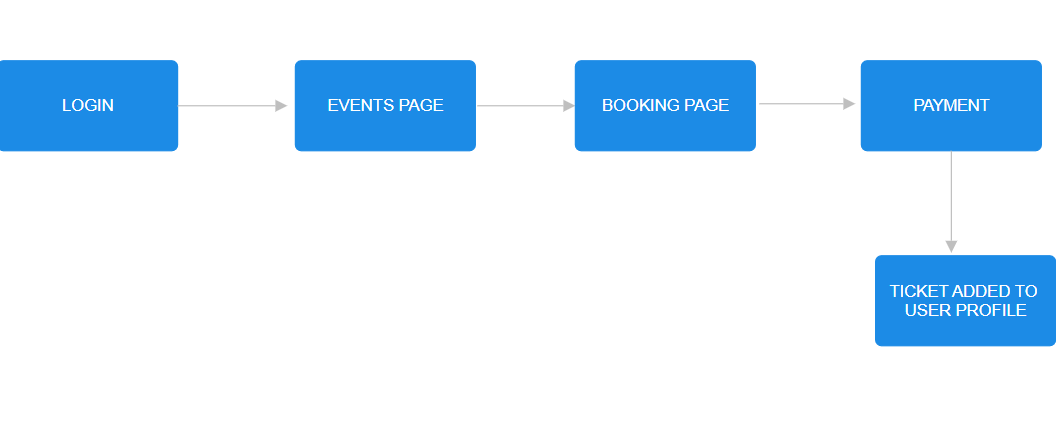 LOGIN
EVENTS PAGE
BOOKING PAGE
PAYMENT
TICKET ADDED TO
USER PROFILE